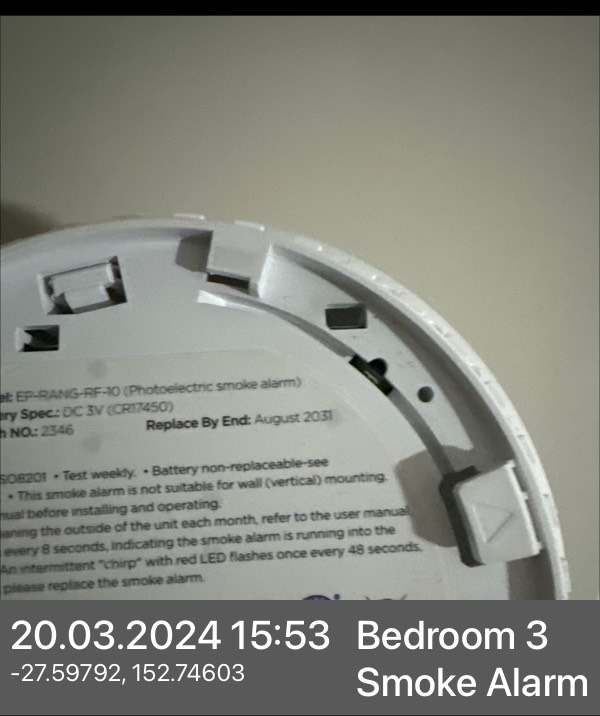 el: EP-RANG-RF-10 (Photoelectric smoke alarm)
ery Spec.: DC 3V (CR17450)
h NO.: 2346 Replace By End: August 2031
SO8201 • Test weekly. • Battery non-replaceable-see
• This smoke alarm is not suitable for wall (vertical) mounting.
nual before installing and operating.
aning the outside of the unit each month, refer to the user manual
every 8 seconds, indicating the smoke alarm is running into the
An intermittent "chirp" with red LED flashes once every 48 seconds,
please replace the smoke alarm.
20.03.2024 15:53
-27.59792, 152.74603
Bedroom 3
Smoke Alarm